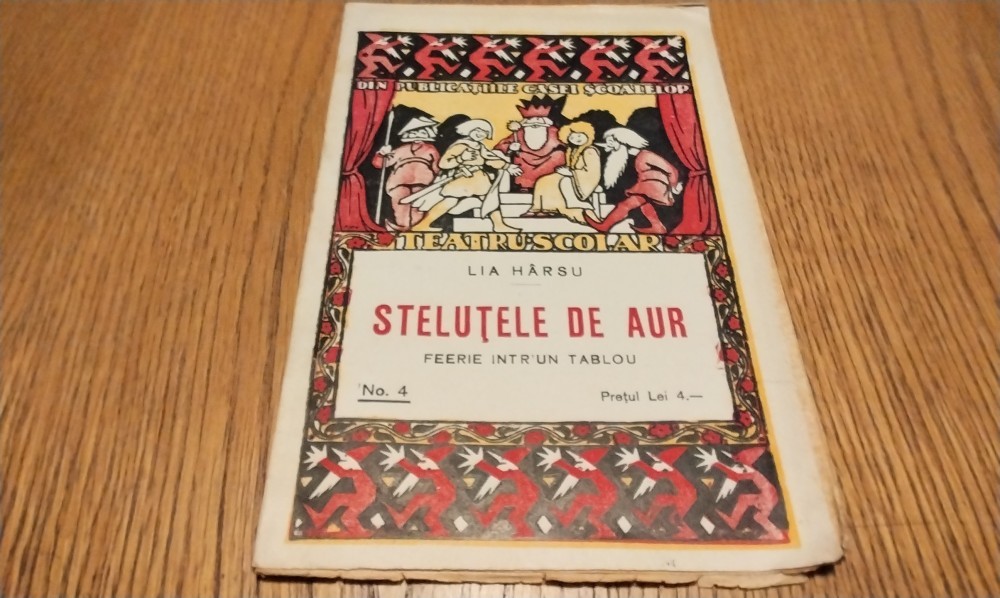 DIN PUBLICAȚIILE CASEI ȘCOALELOR
TEATRU·ȘCOLAR
LIA HÂRSU
STELUȚELE DE AUR
FEERIE INTR'UN TABLOU
No. 4
Prețul Lei 4.—